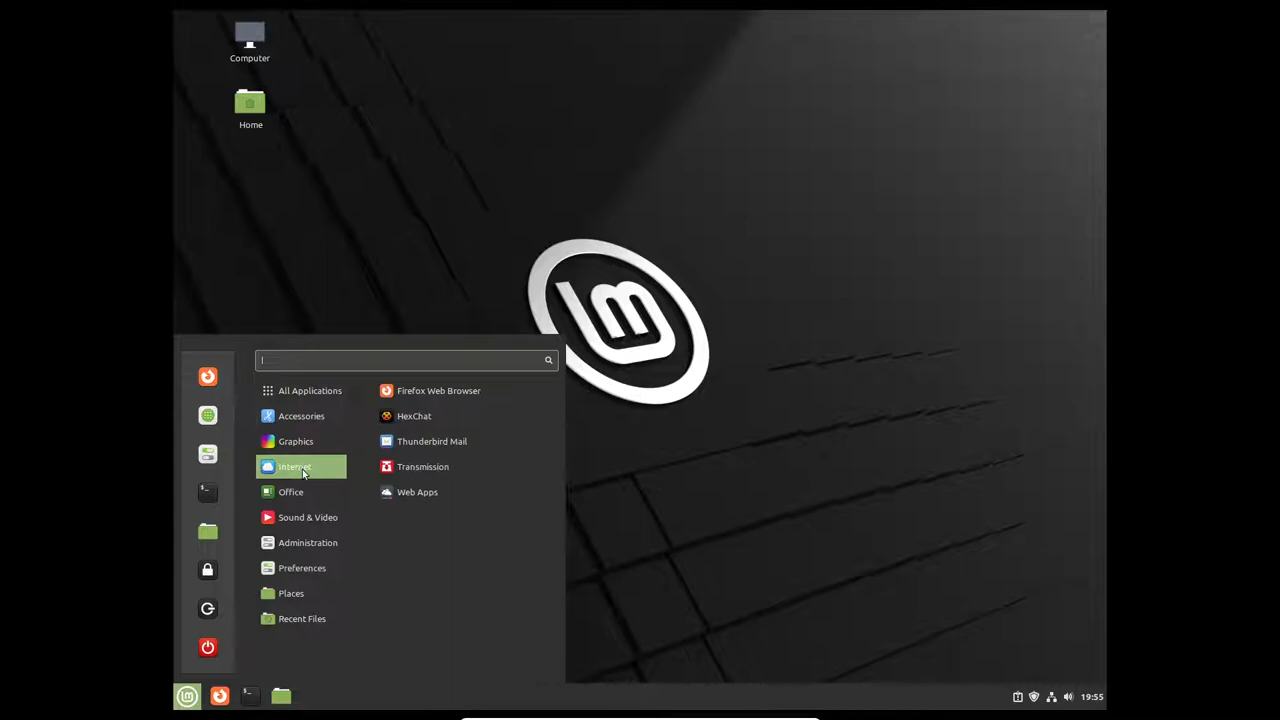 Computer
Home
All Applications
Firefox Web Browser
Accessories
HexChat
Graphics
Thunderbird Mail
Internet
Transmission
Office
Web Apps
Sound & Video
Administration
Preferences
Places
Recent Files
19:55